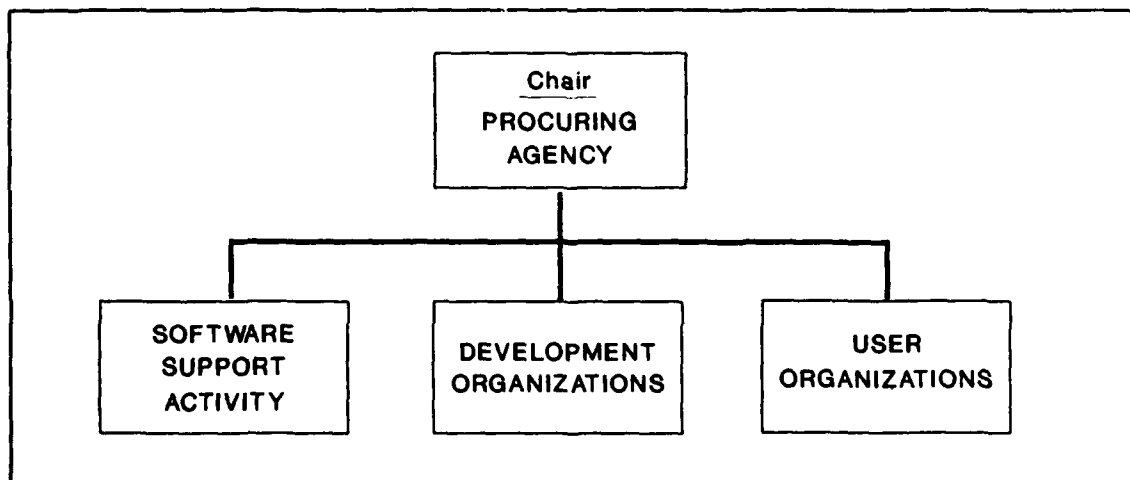 Chair
PROCURING
AGENCY
SOFTWARE
SUPPORT
ACTIVITY
DEVELOPMENT
ORGANIZATIONS
USER
ORGANIZATIONS